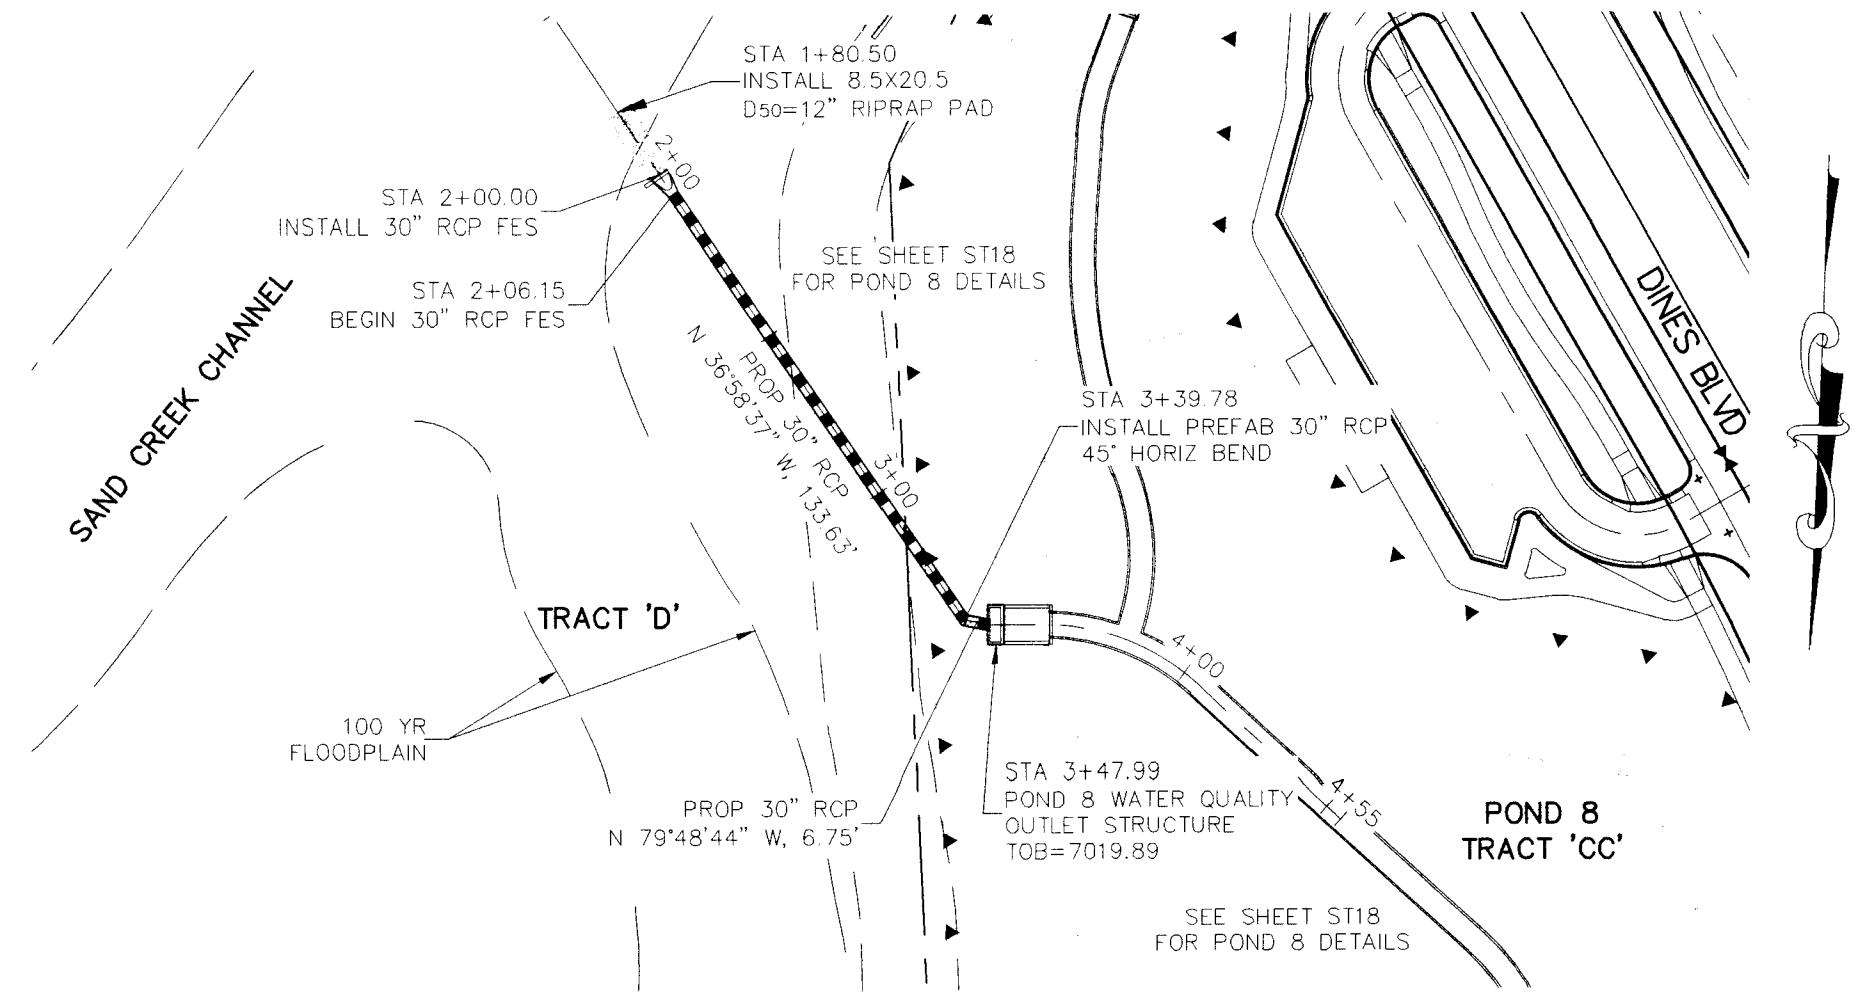 STA 1+80.50
INSTALL 8.5X20.5
D50=12" RIPRAP PAD
2+00
STA 2+00.00
INSTALL 30" RCP FES
STA 2+06.15
BEGIN 30" RCP FES
SEE SHEET ST18
FOR POND 8 DETAILS
SAND CREEK CHANNEL
DINES BLVD
PROP 30" RCP
N 36°58'37" W, 133.63'
3+00
STA 3+39.78
INSTALL PREFAB 30" RCP
45° HORIZ BEND
TRACT 'D'
4+00
100 YR
FLOODPLAIN
PROP 30" RCP
N 79°48'44" W, 6.75'
STA 3+47.99
POND 8 WATER QUALITY
OUTLET STRUCTURE
TOB=7019.89
4+55
POND 8
TRACT 'CC'
SEE SHEET ST18
FOR POND 8 DETAILS